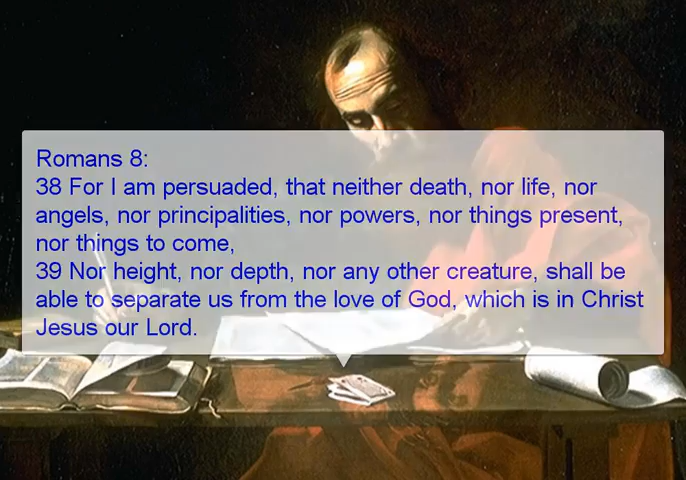 Romans 8:
38 For I am persuaded, that neither death, nor life, nor
angels, nor principalities, nor powers, nor things present,
nor things to come,
39 Nor height, nor depth, nor any other creature, shall be
able to separate us from the love of God, which is in Christ
Jesus our Lord.